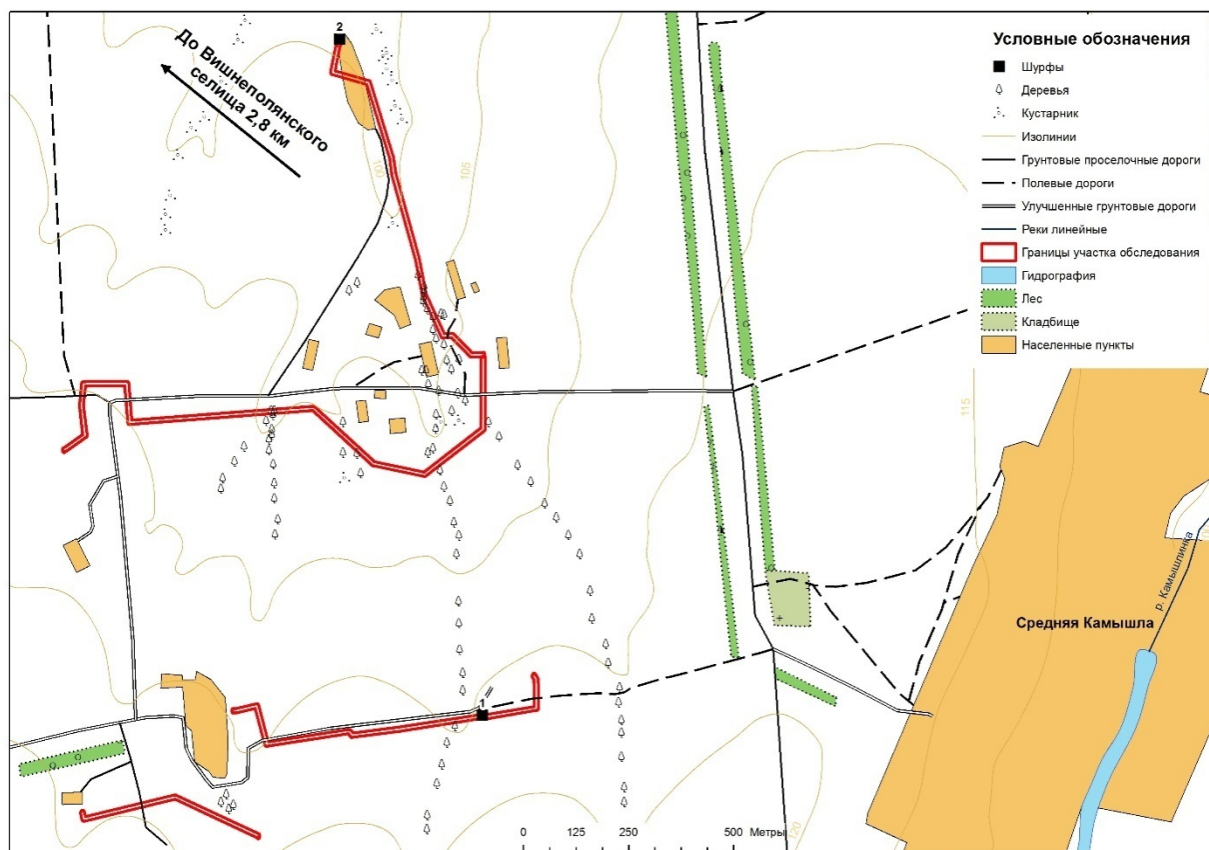 2
До Вишнеполянского
селища 2,8 км
100
105
115
Условные обозначения
Шурфы
Деревья
Кустарник
Изолинии
Грунтовые проселочные дороги
Полевые дороги
Улучшенные грунтовые дороги
Реки линейные
Границы участка обследования
Гидрография
Лес
Кладбище
Населенные пункты
р. Камышлинка
Средняя Камышла
1
120
0 125 250 500 Метры